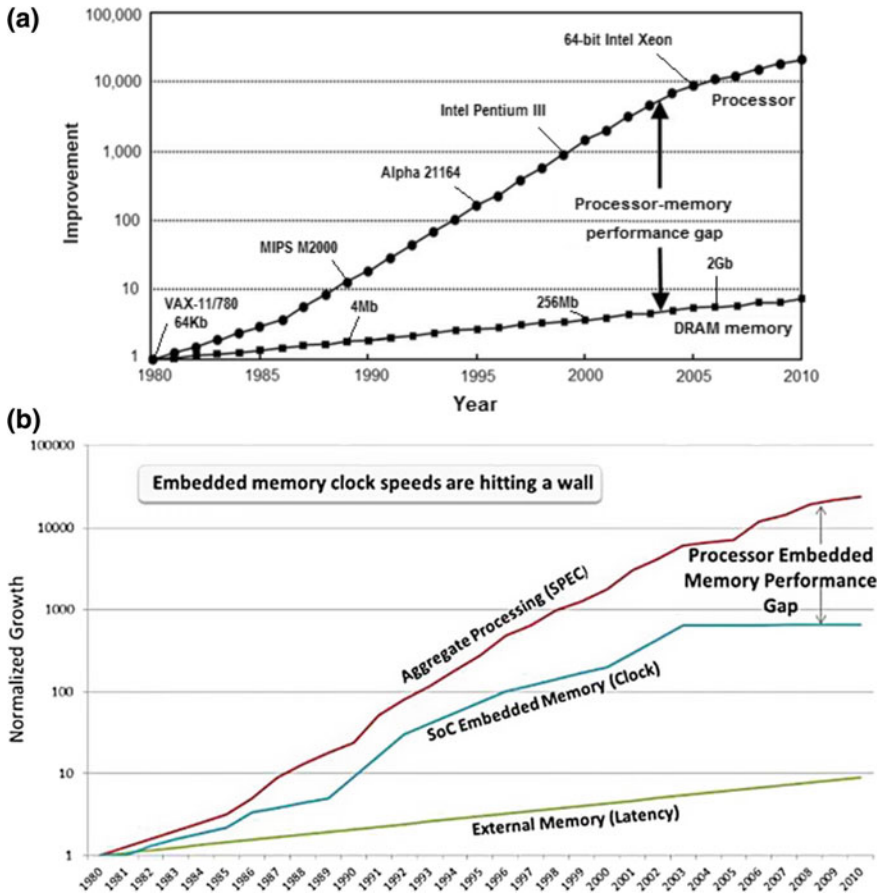 (a)
100,000
10,000
1,000
100
10
1
Improvement
64-bit Intel Xeon
Processor
Intel Pentium III
Alpha 21164
Processor-memory
performance gap
MIPS M2000
2Gb
VAX-11/780
64Kb
4Mb
256Mb
DRAM memory
1980 1985 1990 1995 2000 2005 2010
Year
(b)
100000
10000
1000
100
10
1
Normalized Growth
Embedded memory clock speeds are hitting a wall
Processor Embedded
Memory Performance
Gap
Aggregate Processing (SPEC)
SoC Embedded Memory (Clock)
External Memory (Latency)
1980 1981 1982 1983 1984 1985 1986 1987 1988 1989 1990 1991 1992 1993 1994 1995 1996 1997 1998 1999 2000 2001 2002 2003 2004 2005 2006 2007 2008 2009 2010